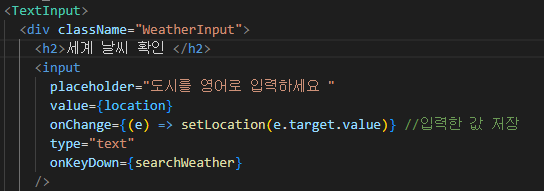 <TextInput>
<div className="WeatherInput">
<h2>세계 날씨 확인 </h2>
<input
placeholder="도시를 영어로 입력하세요 "
value={location}
onChange={(e) => setLocation(e.target.value)} //입력한 값 저장
type="text"
onKeyDown={searchWeather}
/>